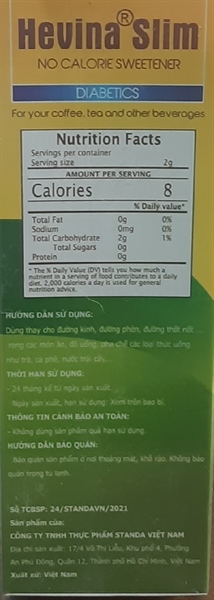 Hevina® Slim
NO CALORIE SWEETENER
DIABETICS
For your coffee, tea and other beverages
Nutrition Facts
Servings per container
Serving size 2g
AMOUNT PER SERVING
Calories 8
% Daily value*
Total Fat 0g 0%
Sodium 0mg 0%
Total Carbohydrate 2g 1%
Total Sugars 0g
Protein 0g
* The % Daily Value (DV) tells you how much a
nutrient in a serving of food contributes to a daily
diet. 2,000 calories a day is used for general
nutrition advice.
HƯỚNG DẪN SỬ DỤNG:
Dùng thay cho đường kính, đường phèn, đường thốt nốt
trong các món ăn, đồ uống, pha chế các loại thức uống
như trà, cà phê, nước trái cây...
THỜI HẠN SỬ DỤNG:
- 24 tháng kể từ ngày sản xuất.
Ngày sản xuất, hạn sử dụng: Xem trên bao bì.
THÔNG TIN CẢNH BÁO AN TOÀN:
- Không dùng sản phẩm quá hạn sử dụng.
HƯỚNG DẪN BẢO QUẢN:
Bảo quản sản phẩm ở nơi thoáng mát, khô ráo. Không bảo
quản trong tủ lạnh.
Số TCBSP: 24/STANDAVN/2021
Sản phẩm của:
CÔNG TY TNHH THỰC PHẨM STANDA VIỆT NAM
Địa chỉ sản xuất: 17/4 Võ Thị Liễu, Khu phố 4, Phường
An Phú Đông, Quận 12, Thành phố Hồ Chí Minh, Việt Nam
Xuất xứ: Việt Nam